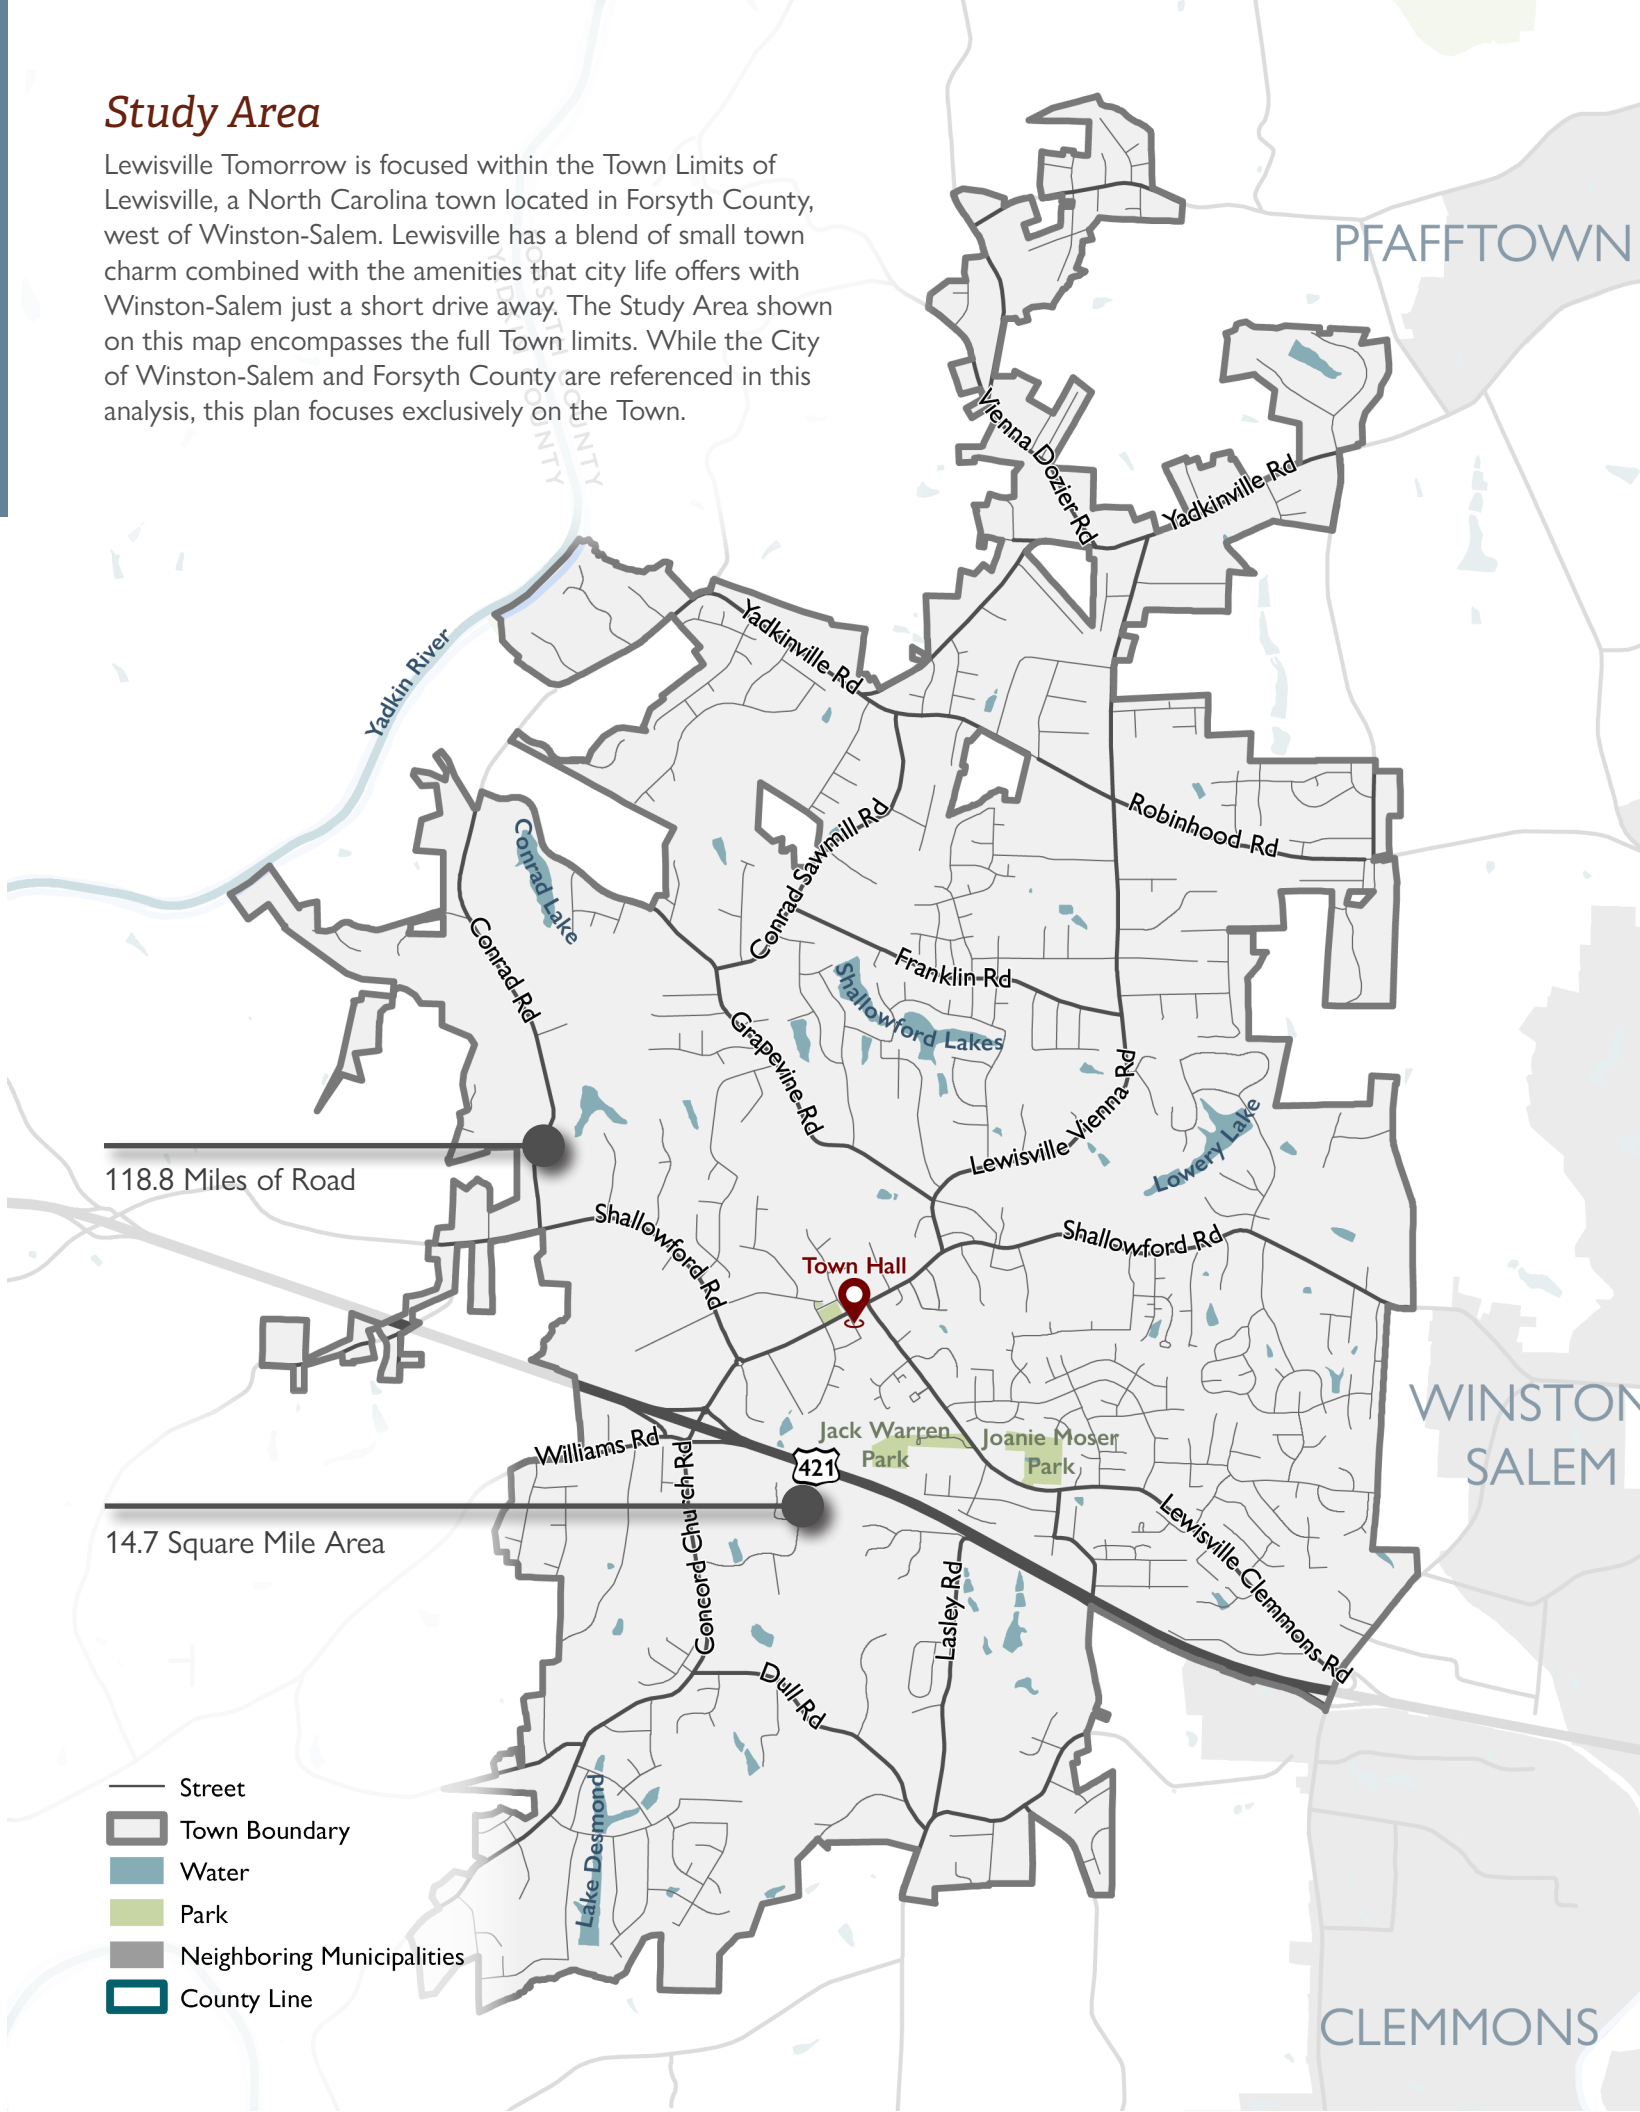 Study Area
Lewisville Tomorrow is focused within the Town Limits of
Lewisville, a North Carolina town located in Forsyth County,
west of Winston-Salem. Lewisville has a blend of small town
charm combined with the amenities that city life offers with
Winston-Salem just a short drive away. The Study Area shown
on this map encompasses the full Town limits. While the City
of Winston-Salem and Forsyth County are referenced in this
analysis, this plan focuses exclusively on the Town.
YADKIN COUNTY
FORSYTH COUNTY
PFAFFTOWN
Vienna Dozier Rd
Yadkinville Rd
Yadkinville Rd
Yadkin River
Robinhood Rd
Conrad Sawmill Rd
Conrad Lake
Conrad Rd
Franklin Rd
Shallowford Lakes
Grapevine Rd
Lewisville Vienna Rd
Lowery Lake
118.8 Miles of Road
Shallowford Rd
Shallowford Rd
Town Hall
WINSTON
SALEM
Jack Warren
Park
Joanie Moser
Park
Williams Rd
421
Concord Church Rd
14.7 Square Mile Area
Lewisville Clemmons Rd
Lasley Rd
Dull Rd
Lake Desmond
Street
Town Boundary
Water
Park
Neighboring Municipalities
County Line
CLEMMONS